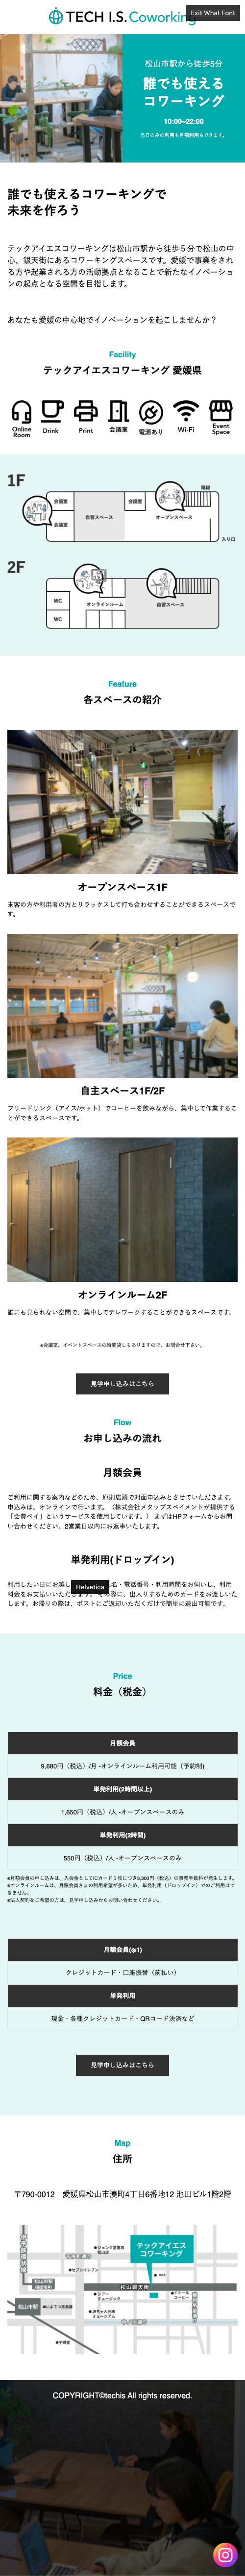 TECH I.S. Coworking
Exit What Font
松山市駅から徒歩5分
誰でも使える
コワーキング
10:00~22:00
当日のみの利用も月額利用もできます。
誰でも使えるコワーキングで
未来を作ろう
テックアイエスコワーキングは松山市駅から徒歩５分で松山の中
心、銀天街にあるコワーキングスペースです。愛媛で事業をされ
る方や起業される方の活動拠点となることで新たなイノベーショ
ンの起点となる空間を目指します。
あなたも愛媛の中心地でイノベーションを起こしませんか？
Facility
テックアイエスコワーキング 愛媛県
Online
Room
Drink
Print
会議室
電源あり
Wi-Fi
Event
Space
1F
階段
会議室
会議室
自習スペース
オープンスペース
会議室
入り口
2F
WC
オンラインルーム
自習スペース
WC
Feature
各スペースの紹介
オープンスペース1F
来客の方や利用者の方とリラックスして打ち合わせすることができるスペースで
す。
自主スペース1F/2F
フリードリンク（アイス/ホット）でコーヒーを飲みながら、集中して作業するこ
とができるスペースです。
オンラインルーム2F
誰にも見られない空間で、集中してテレワークすることができるスペースです。
※会議室、イベントスペースの時間貸しもありますので、お問合せ下さい。
見学申し込みはこちら
Flow
お申し込みの流れ
月額会員
ご利用に関する案内などのため、原則店頭で対面申込みとさせていただきます。
申込みは、オンラインで行います。（株式会社メタップスペイメントが提供する
「会費ペイ」というサービスを使用しています。） まずはHPフォームからお問
い合わせください。2営業日以内にお返事いたします。
単発利用(ドロップイン)
利用したい日にお越し
Helvetica
名・電話番号・利用時間をお伺いし、利用
料金をお支払いいただきます。その際に、出入りするためのカードをお渡しいた
します。お帰りの際は、ポストにご返却いただくだけで簡単に退出可能です。
Price
料金（税金）
月額会員
9,680円（税込）/月 -オンラインルーム利用可能（予約制）
単発利用(2時間以上)
1,650円（税込）/人 -オープンスペースのみ
単発利用(2時間)
550円（税込）/人 -オープンスペースのみ
※月額会員の申し込みは、入会金としてICカード１枚につき3,300円（税込）の事務手数料が発生します。
※オンラインルームは、月額会員さまの利用希望が多いため、単発利用（ドロップイン）でのご利用はで
きません。
※法人契約をご希望の方は、見学申し込みからお問い合わせください。
月額会員(※1)
クレジットカード・口座振替（前払い）
単発利用
現金・各種クレジットカード・QRコード決済など
見学申し込みはこちら
Map
住所
〒790-0012　愛媛県松山市湊町4丁目6番地12 池田ビル1階2階
テックアイエス
コワーキング
セブンイレブン
松山市駅
いよてつ髙島屋
松山銀天街
ドトール
コーヒー
子規堂
COPYRIGHT©techis All rights reserved.